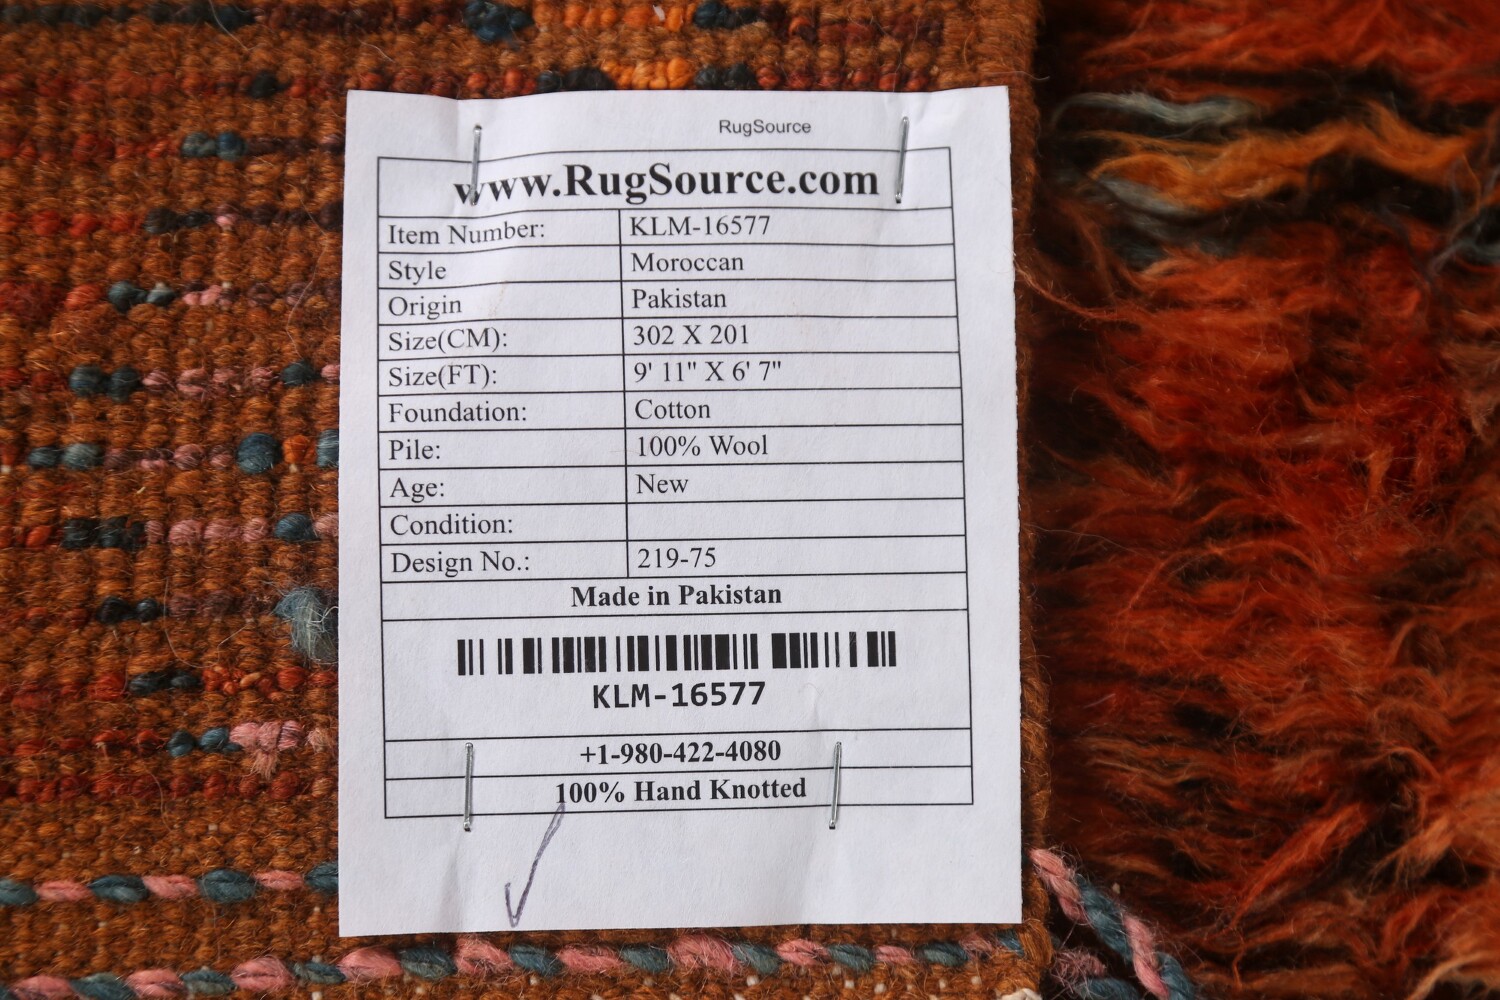 RugSource
www.RugSource.com
Item Number: KLM-16577
Style Moroccan
Origin Pakistan
Size(CM): 302 X 201
Size(FT): 9' 11" X 6' 7"
Foundation: Cotton
Pile: 100% Wool
Age: New
Condition:
Design No.: 219-75
Made in Pakistan
KLM-16577
+1-980-422-4080
100% Hand Knotted